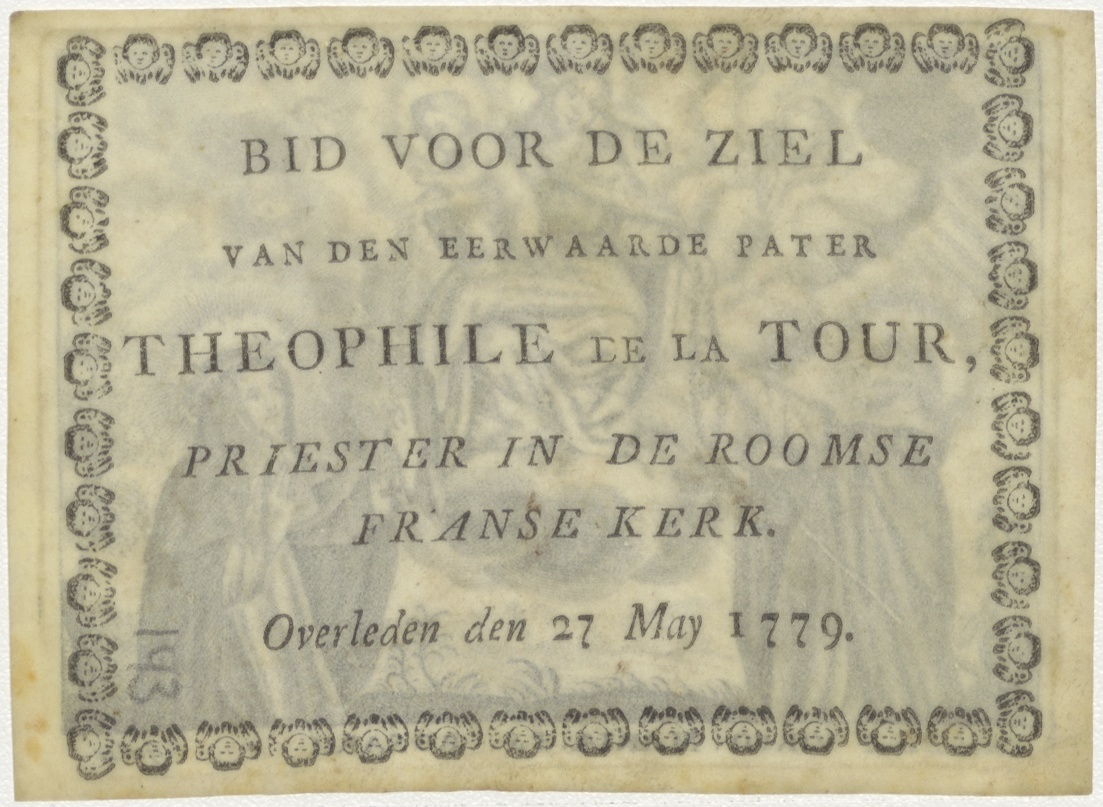 BID VOOR DE ZIEL
VAN DEN EERWAARDE PATER
THEOPHILE DE LA TOUR,
PRIESTER IN DE ROOMSE
FRANSE KERK.
Overleden den 27 May 1779.
193